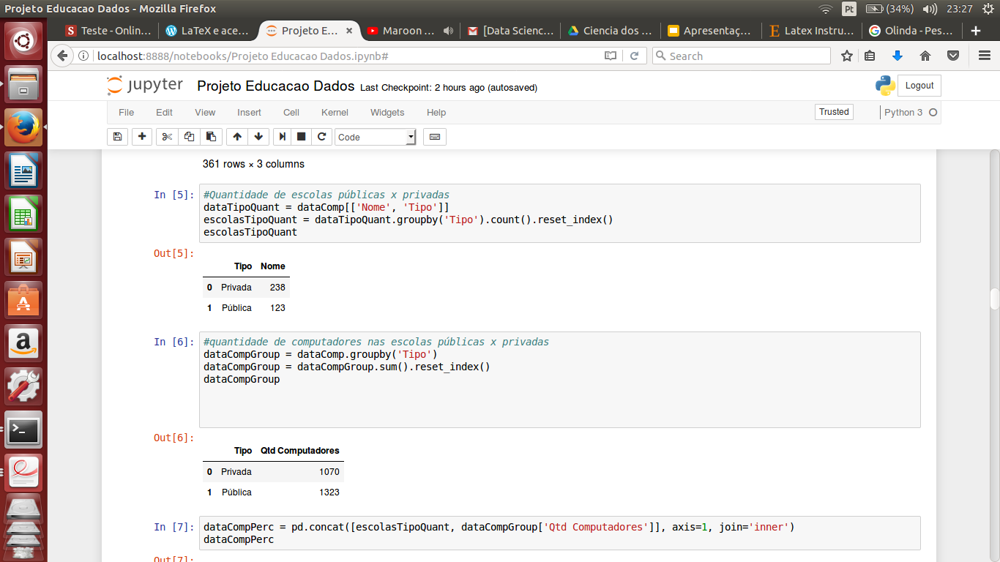 Projeto Educacao Dados - Mozilla Firefox
Pt
(34%)
23:27
Teste - Onlin…
LaTeX e ace…
Projeto E…
Maroon …
[Data Scienc…
Ciencia dos …
Apresentaç…
Latex Instru…
Olinda - Pes…
localhost:8888/notebooks/Projeto Educacao Dados.ipynb#
Search
jupyter
Projeto Educacao Dados
Last Checkpoint: 2 hours ago (autosaved)
Logout
File
Edit
View
Insert
Cell
Kernel
Widgets
Help
Trusted
Python 3
Code
361 rows × 3 columns
In [5]:
#Quantidade de escolas públicas x privadas
dataTipoQuant = dataComp[['Nome', 'Tipo']]
escolasTipoQuant = dataTipoQuant.groupby('Tipo').count().reset_index()
escolasTipoQuant
Out[5]:
Tipo Nome
0 Privada 238
1 Pública 123
In [6]:
#quantidade de computadores nas escolas públicas x privadas
dataCompGroup = dataComp.groupby('Tipo')
dataCompGroup = dataCompGroup.sum().reset_index()
dataCompGroup
Out[6]:
Tipo Qtd Computadores
0 Privada 1070
1 Pública 1323
In [7]:
dataCompPerc = pd.concat([escolasTipoQuant, dataCompGroup['Qtd Computadores']], axis=1, join='inner')
dataCompPerc
Out[7]: